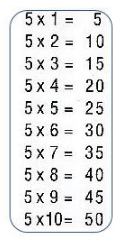 5 x 1 = 5
5 x 2 = 10
5 x 3 = 15
5 x 4 = 20
5 x 5 = 25
5 x 6 = 30
5 x 7 = 35
5 x 8 = 40
5 x 9 = 45
5 x10= 50